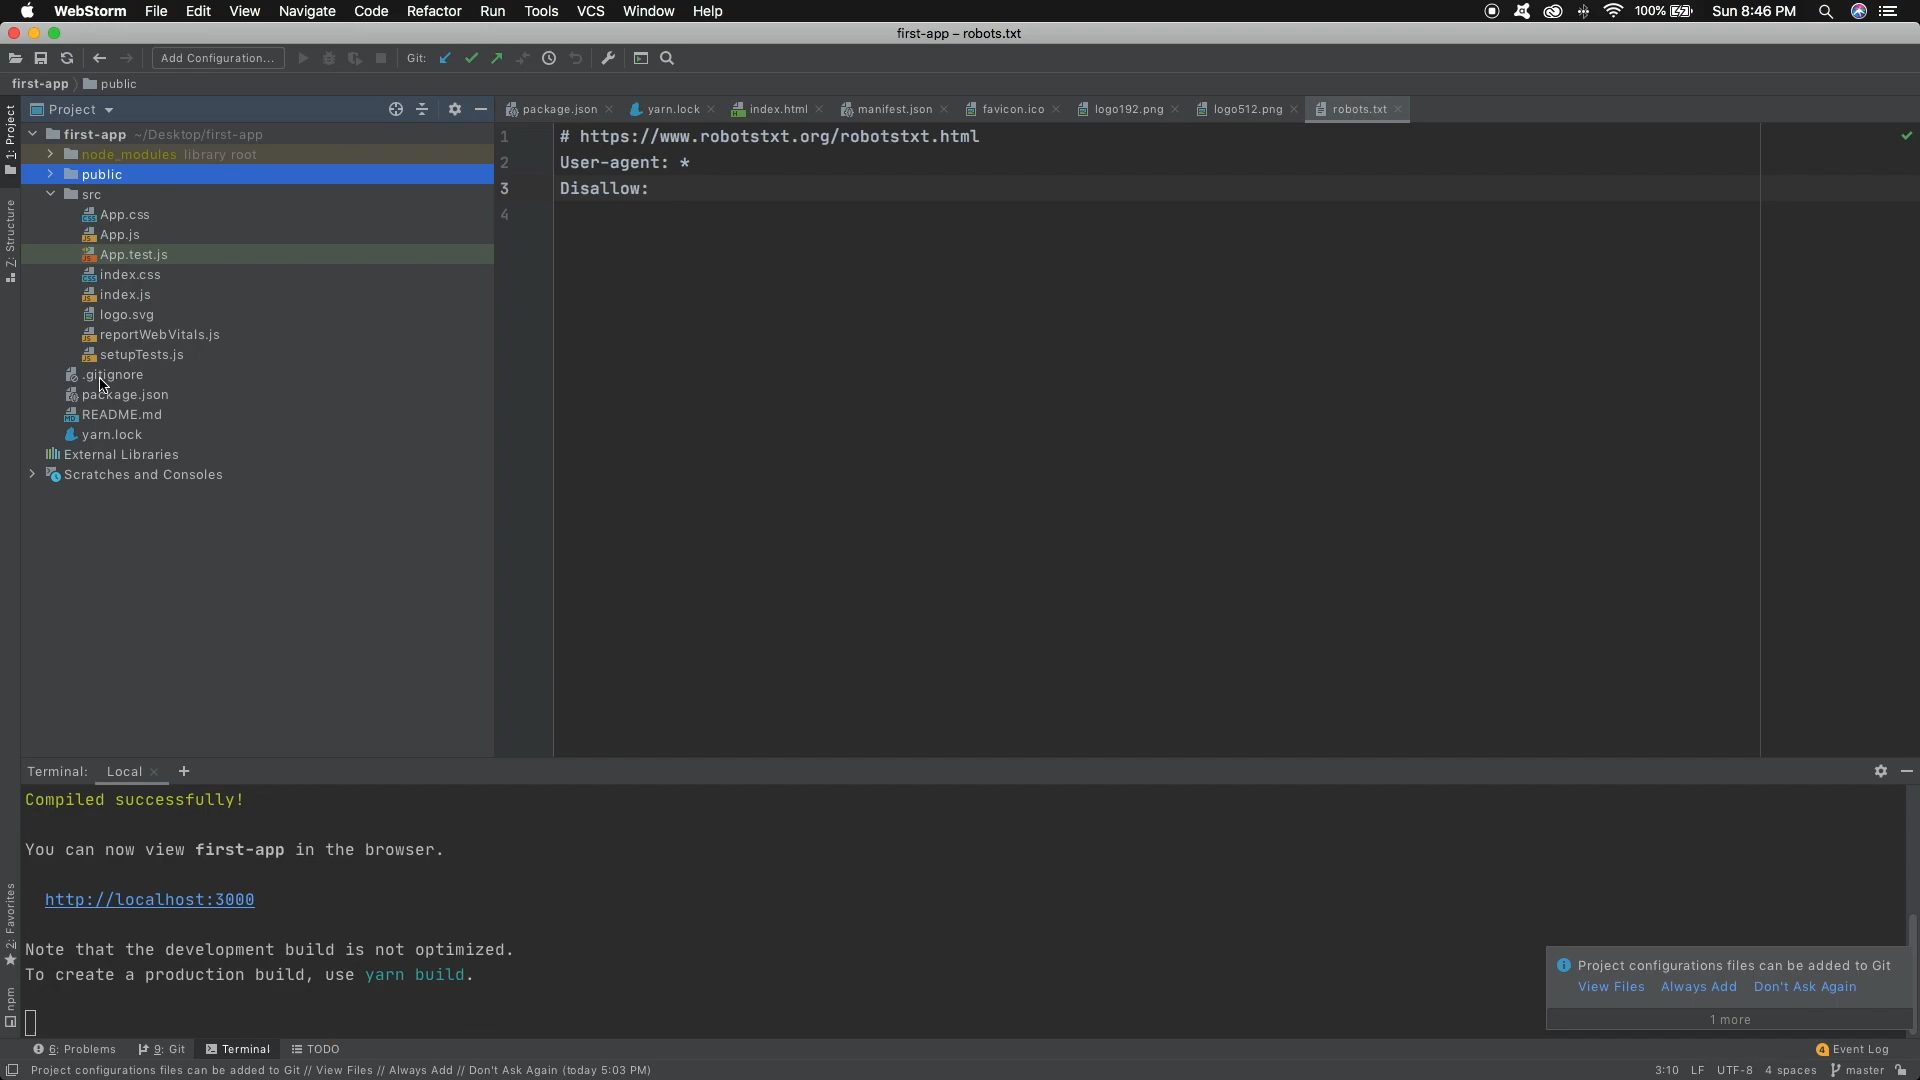 WebStorm File Edit View Navigate Code Refactor Run Tools VCS Window Help 100% Sun 8:46 PM
first-app – robots.txt
Add Configuration... Git:
first-app public
Project
package.json yarn.lock index.html manifest.json favicon.ico logo192.png logo512.png robots.txt
1: Project
7: Structure
2: Favorites
npm
first-app ~/Desktop/first-app
node_modules library root
public
src
App.css
App.js
App.test.js
index.css
index.js
logo.svg
reportWebVitals.js
setupTests.js
.gitignore
package.json
README.md
yarn.lock
External Libraries
Scratches and Consoles
1 # https://www.robotstxt.org/robotstxt.html
2 User-agent: *
3 Disallow:
4
Terminal: Local
Compiled successfully!
You can now view first-app in the browser.
http://localhost:3000
Note that the development build is not optimized.
To create a production build, use yarn build.
Project configurations files can be added to Git
View Files Always Add Don't Ask Again
1 more
6: Problems 9: Git Terminal TODO 4 Event Log
Project configurations files can be added to Git // View Files // Always Add // Don't Ask Again (today 5:03 PM) 3:10 LF UTF-8 4 spaces master